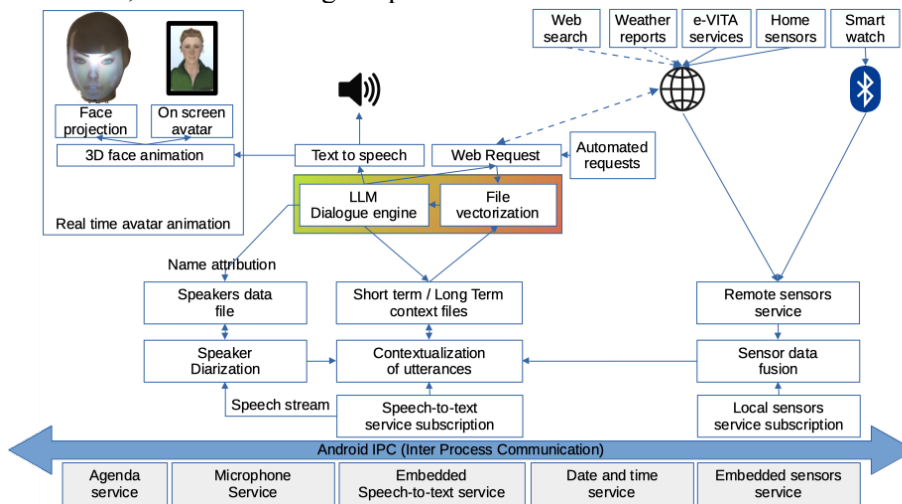 Web
search
Weather
reports
e-VITA
services
Home
sensors
Smart
watch
Face
projection
On screen
avatar
3D face animation
Text to speech
Web Request
Automated
requests
Real time avatar animation
LLM
Dialogue engine
File
vectorization
Name attribution
Speakers data
file
Short term / Long Term
context files
Remote sensors
service
Speaker
Diarization
Contextualization
of utterances
Sensor data
fusion
Speech stream
Speech-to-text
service subscription
Local sensors
service subscription
Android IPC (Inter Process Communication)
Agenda
service
Microphone
Service
Embedded
Speech-to-text service
Date and time
service
Embedded sensors
service